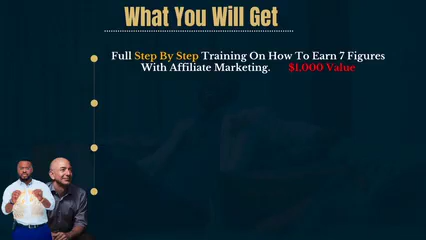 What You Will Get
Full Step By Step Training On How To Earn 7 Figures
With Affiliate Marketing. $1,000 Value